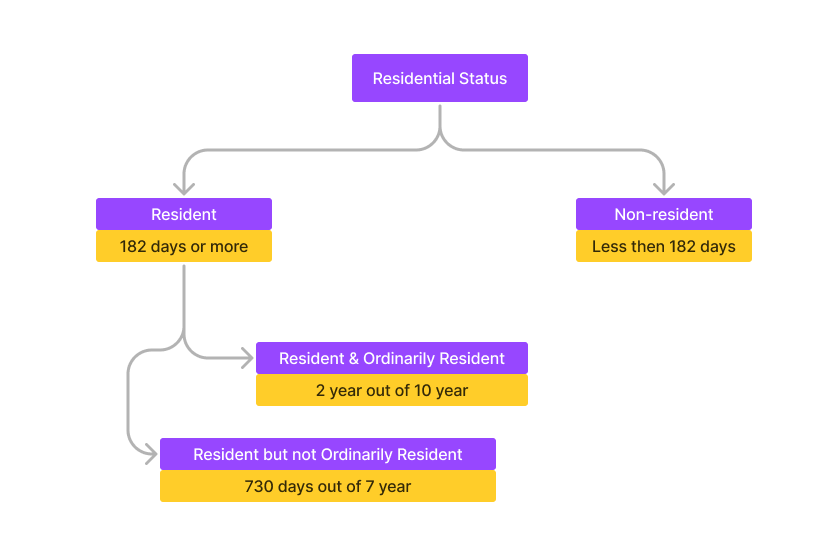 Residential Status
Resident
182 days or more
Non-resident
Less then 182 days
Resident & Ordinarily Resident
2 year out of 10 year
Resident but not Ordinarily Resident
730 days out of 7 year